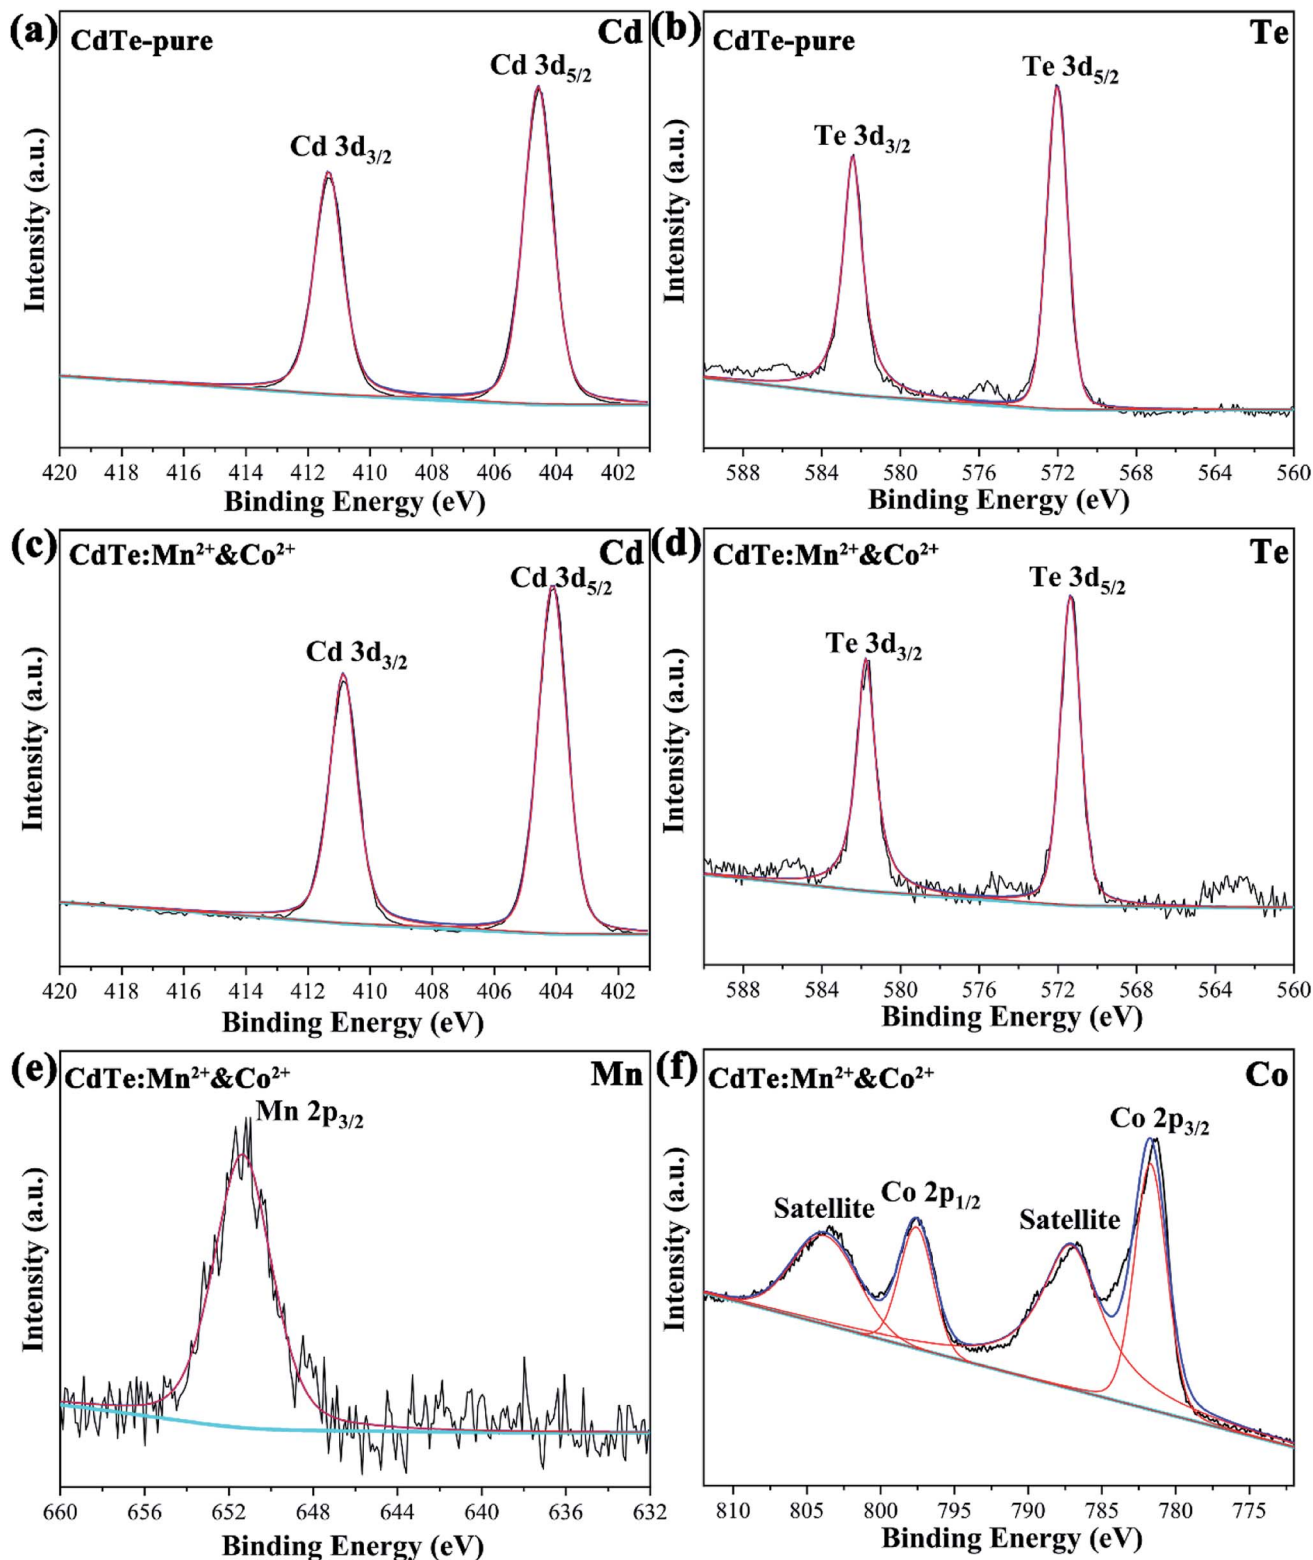 (a) CdTe-pure Cd
Cd 3d5/2
Cd 3d3/2
Intensity (a.u.)
420 418 416 414 412 410 408 406 404 402
Binding Energy (eV)
(b) CdTe-pure Te
Te 3d5/2
Te 3d3/2
Intensity (a.u.)
588 584 580 576 572 568 564 560
Binding Energy (eV)
(c) CdTe:Mn²⁺&Co²⁺ Cd
Cd 3d5/2
Cd 3d3/2
Intensity (a.u.)
420 418 416 414 412 410 408 406 404 402
Binding Energy (eV)
(d) CdTe:Mn²⁺&Co²⁺ Te
Te 3d5/2
Te 3d3/2
Intensity (a.u.)
588 584 580 576 572 568 564 560
Binding Energy (eV)
(e) CdTe:Mn²⁺&Co²⁺ Mn
Mn 2p3/2
Intensity (a.u.)
660 656 652 648 644 640 636 632
Binding Energy (eV)
(f) CdTe:Mn²⁺&Co²⁺ Co
Co 2p3/2
Satellite Co 2p1/2 Satellite
Intensity (a.u.)
810 805 800 795 790 785 780 775
Binding Energy (eV)